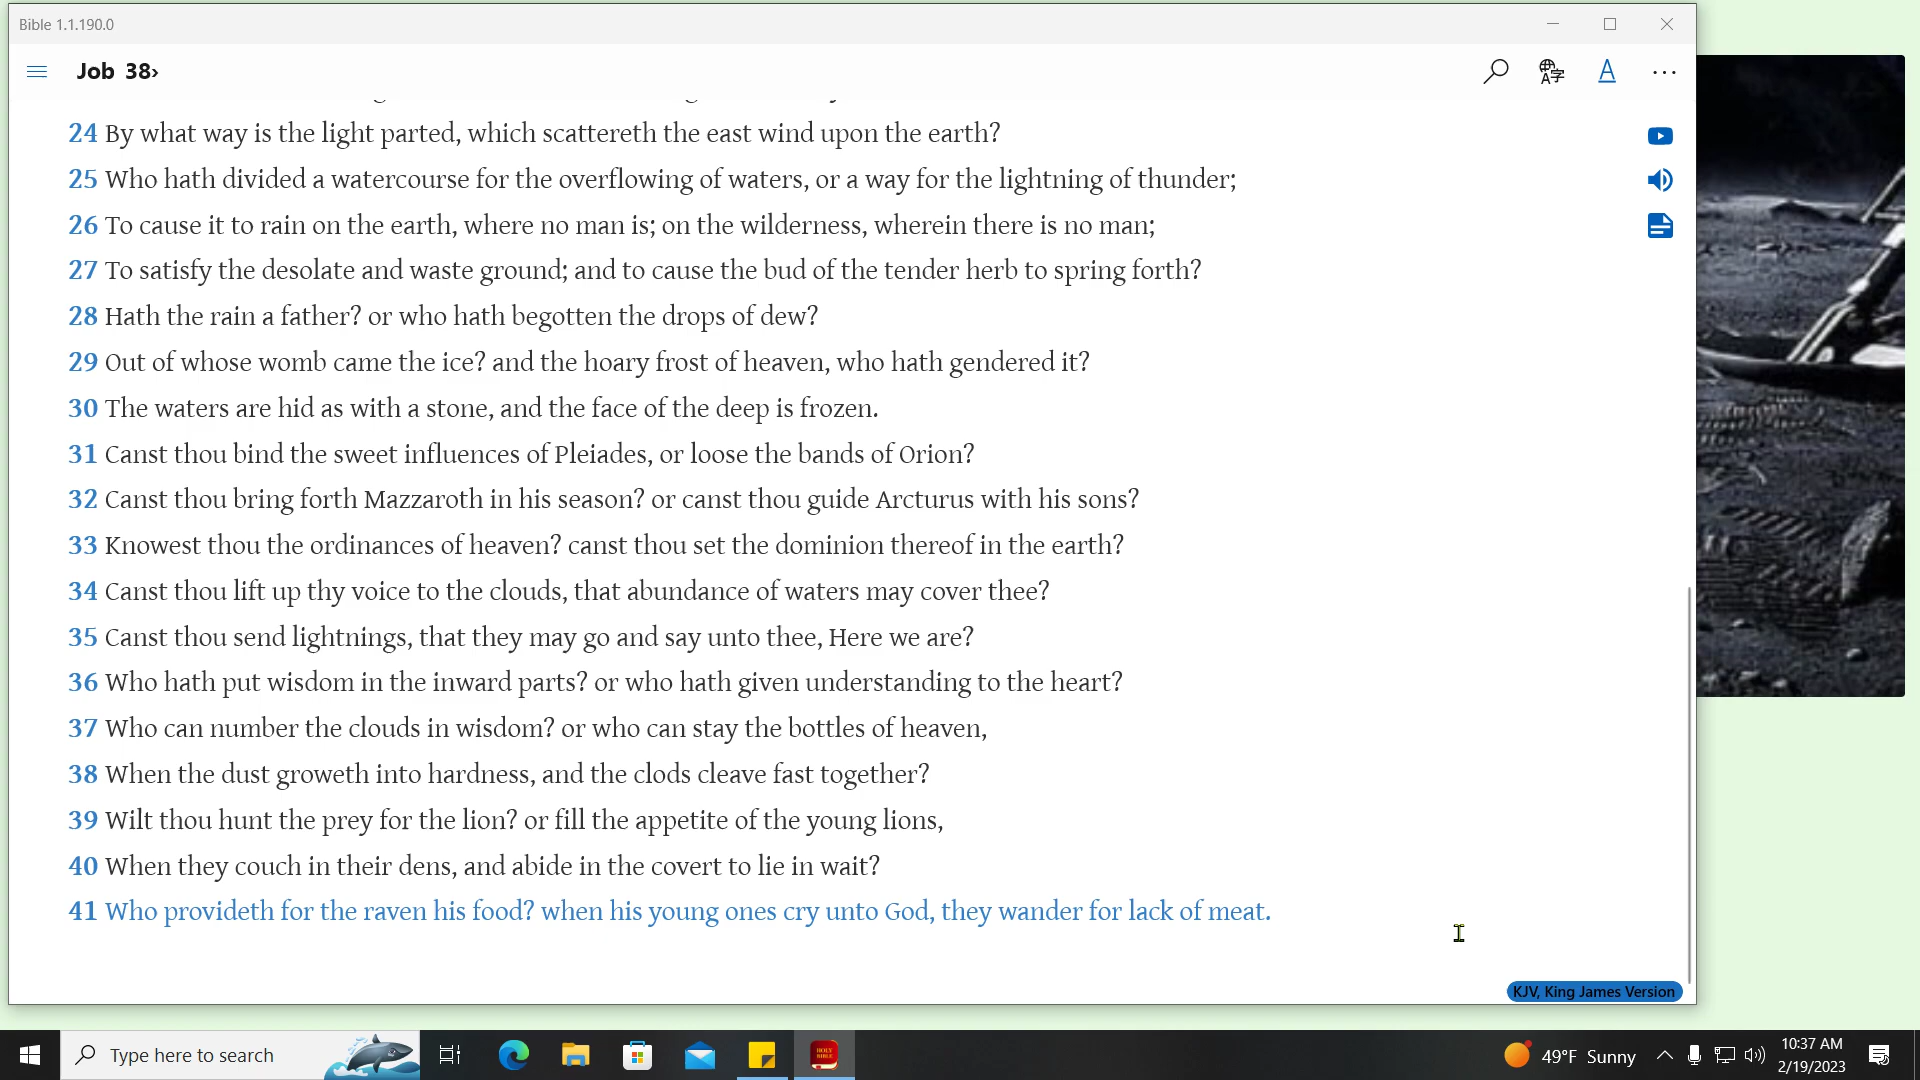 Bible 1.1.190.0
Job 38›
24 By what way is the light parted, which scattereth the east wind upon the earth?
25 Who hath divided a watercourse for the overflowing of waters, or a way for the lightning of thunder;
26 To cause it to rain on the earth, where no man is; on the wilderness, wherein there is no man;
27 To satisfy the desolate and waste ground; and to cause the bud of the tender herb to spring forth?
28 Hath the rain a father? or who hath begotten the drops of dew?
29 Out of whose womb came the ice? and the hoary frost of heaven, who hath gendered it?
30 The waters are hid as with a stone, and the face of the deep is frozen.
31 Canst thou bind the sweet influences of Pleiades, or loose the bands of Orion?
32 Canst thou bring forth Mazzaroth in his season? or canst thou guide Arcturus with his sons?
33 Knowest thou the ordinances of heaven? canst thou set the dominion thereof in the earth?
34 Canst thou lift up thy voice to the clouds, that abundance of waters may cover thee?
35 Canst thou send lightnings, that they may go and say unto thee, Here we are?
36 Who hath put wisdom in the inward parts? or who hath given understanding to the heart?
37 Who can number the clouds in wisdom? or who can stay the bottles of heaven,
38 When the dust groweth into hardness, and the clods cleave fast together?
39 Wilt thou hunt the prey for the lion? or fill the appetite of the young lions,
40 When they couch in their dens, and abide in the covert to lie in wait?
41 Who provideth for the raven his food? when his young ones cry unto God, they wander for lack of meat.
KJV, King James Version
Type here to search
HOLY BIBLE
49°F Sunny
10:37 AM
2/19/2023